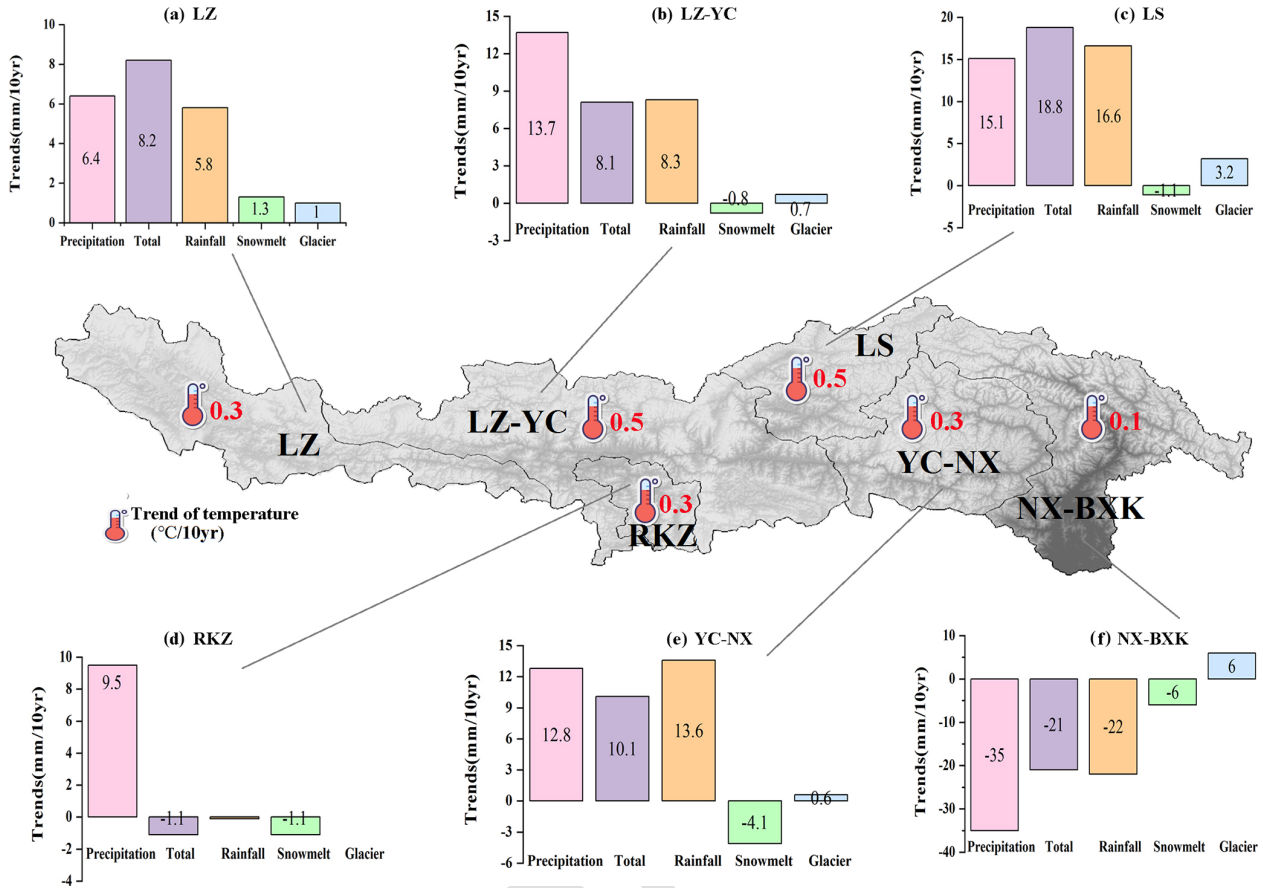 (a) LZ
Trends(mm/10yr)
10
8
6
4
2
0
6.4
8.2
5.8
1.3
1
Precipitation Total Rainfall Snowmelt Glacier
(b) LZ-YC
Trends(mm/10yr)
15
12
9
6
3
0
-3
13.7
8.1
8.3
-0.8
0.7
Precipitation Total Rainfall Snowmelt Glacier
(c) LS
Trends(mm/10yr)
20
15
10
5
0
-5
15.1
18.8
16.6
-1.1
3.2
Precipitation Total Rainfall Snowmelt Glacier
LS
0.5
0.3
LZ-YC
0.5
0.3
0.1
LZ
YC-NX
0.3
RKZ
NX-BXK
Trend of temperature
(°C/10yr)
(d) RKZ
Trends(mm/10yr)
10
8
6
4
2
0
-2
-4
9.5
-1.1
-1.1
Precipitation Total Rainfall Snowmelt Glacier
(e) YC-NX
Trends(mm/10yr)
15
12
9
6
3
0
-3
-6
12.8
10.1
13.6
-4.1
0.6
Precipitation Total Rainfall Snowmelt Glacier
(f) NX-BXK
Trends(mm/10yr)
10
0
-10
-20
-30
-40
-35
-21
-22
-6
6
Precipitation Total Rainfall Snowmelt Glacier